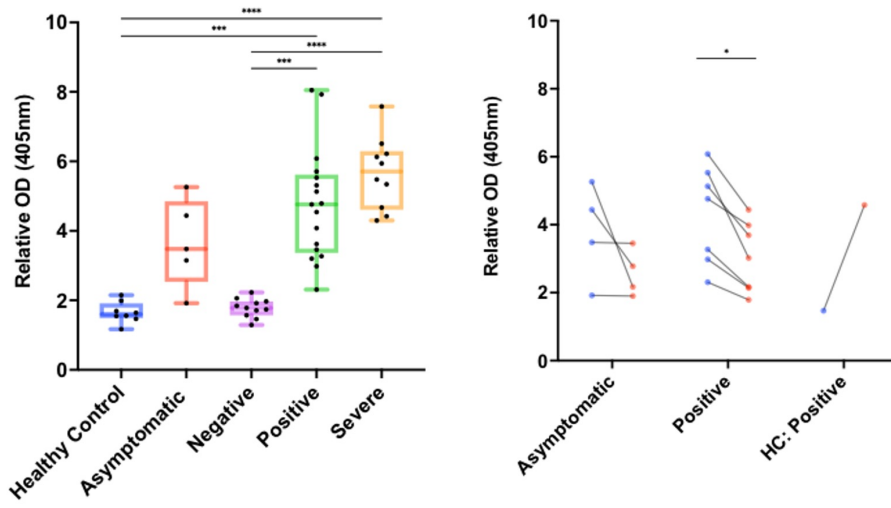 ****
***
****
***
10
8
6
4
2
0
Relative OD (405nm)
Healthy Control
Asymptomatic
Negative
Positive
Severe
*
10
8
6
4
2
0
Relative OD (405nm)
Asymptomatic
Positive
HC: Positive